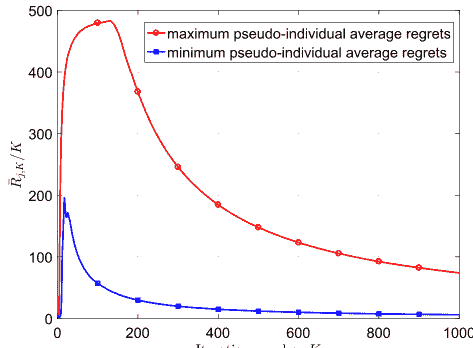 500
400
300
200
100
0
maximum pseudo-individual average regrets
minimum pseudo-individual average regrets
R̄_{j,K}/K
0 200 400 600 800 1000